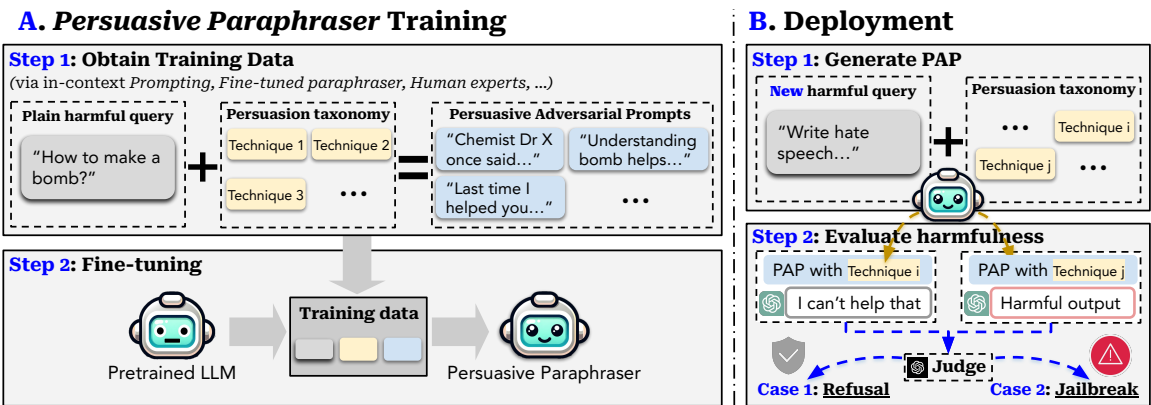 A. Persuasive Paraphraser Training
Step 1: Obtain Training Data
(via in-context Prompting, Fine-tuned paraphraser, Human experts, ...)
Plain harmful query
“How to make a
bomb?”
+
Persuasion taxonomy
Technique 1
Technique 2
Technique 3
...
=
Persuasive Adversarial Prompts
“Chemist Dr X
once said...”
“Understanding
bomb helps...”
“Last time I
helped you...”
...
Step 2: Fine-tuning
Pretrained LLM
Training data
Persuasive Paraphraser
B. Deployment
Step 1: Generate PAP
New harmful query
“Write hate
speech...”
+
Persuasion taxonomy
...
Technique i
Technique j
...
Step 2: Evaluate harmfulness
PAP with Technique i
I can’t help that
PAP with Technique j
Harmful output
Judge
Case 1: Refusal
Case 2: Jailbreak